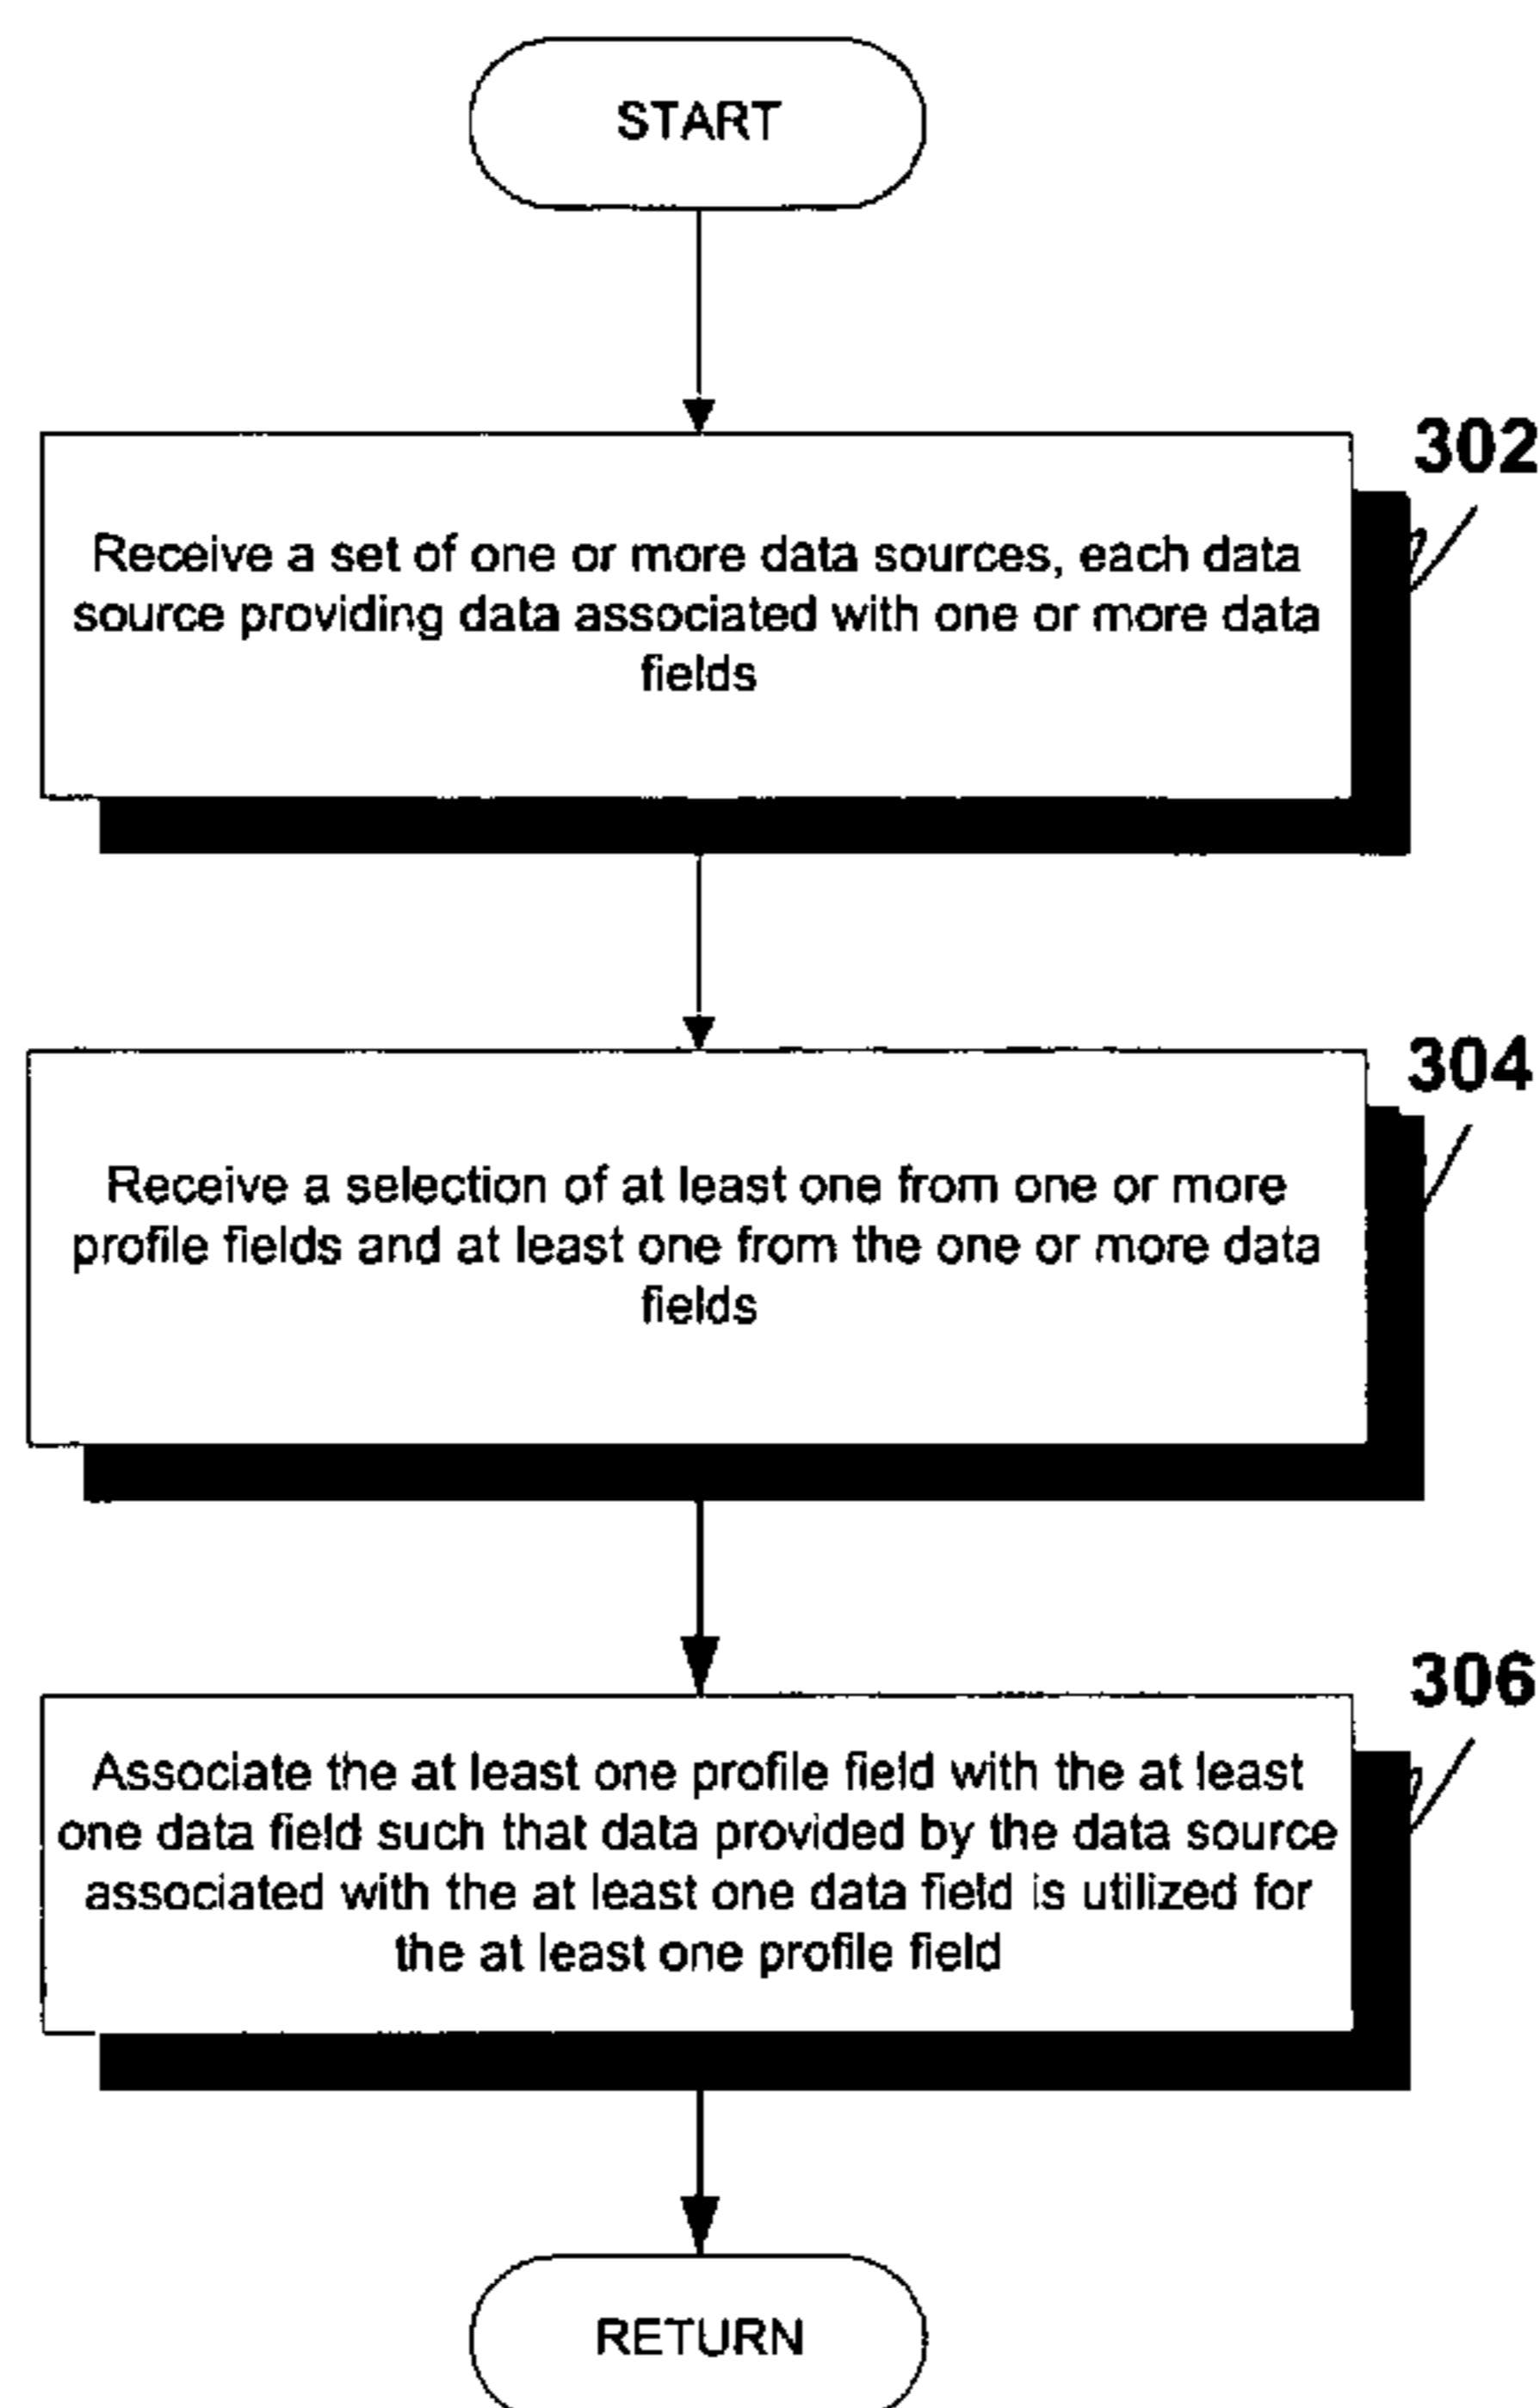 START
302
Receive a set of one or more data sources, each data
source providing data associated with one or more data
fields
304
Receive a selection of at least one from one or more
profile fields and at least one from the one or more data
fields
306
Associate the at least one profile field with the at least
one data field such that data provided by the data source
associated with the at least one data field is utilized for
the at least one profile field
RETURN